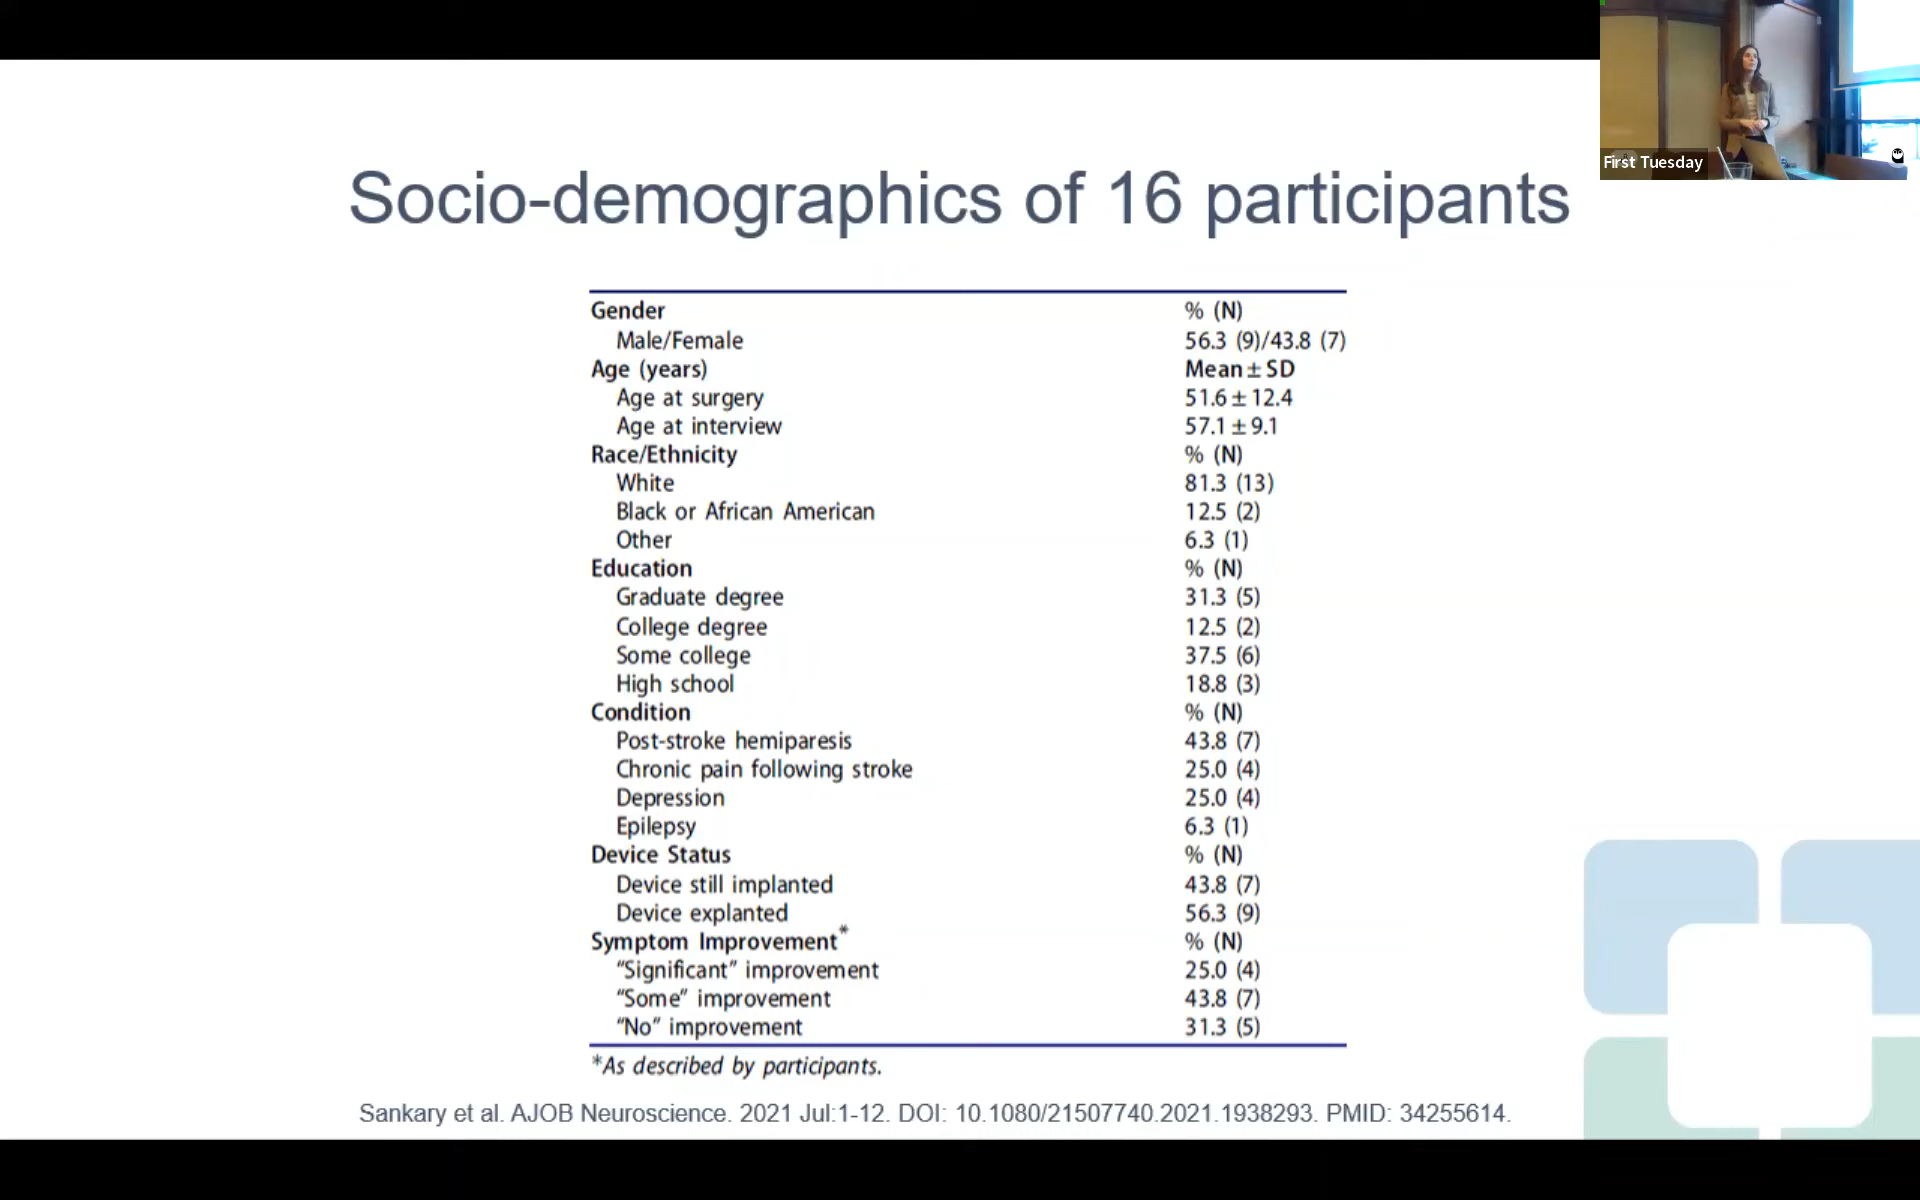 First Tuesday
Socio-demographics of 16 participants
Gender % (N)
Male/Female 56.3 (9)/43.8 (7)
Age (years) Mean ± SD
Age at surgery 51.6 ± 12.4
Age at interview 57.1 ± 9.1
Race/Ethnicity % (N)
White 81.3 (13)
Black or African American 12.5 (2)
Other 6.3 (1)
Education % (N)
Graduate degree 31.3 (5)
College degree 12.5 (2)
Some college 37.5 (6)
High school 18.8 (3)
Condition % (N)
Post-stroke hemiparesis 43.8 (7)
Chronic pain following stroke 25.0 (4)
Depression 25.0 (4)
Epilepsy 6.3 (1)
Device Status % (N)
Device still implanted 43.8 (7)
Device explanted 56.3 (9)
Symptom Improvement* % (N)
“Significant” improvement 25.0 (4)
“Some” improvement 43.8 (7)
“No” improvement 31.3 (5)
*As described by participants.
Sankary et al. AJOB Neuroscience. 2021 Jul:1-12. DOI: 10.1080/21507740.2021.1938293. PMID: 34255614.